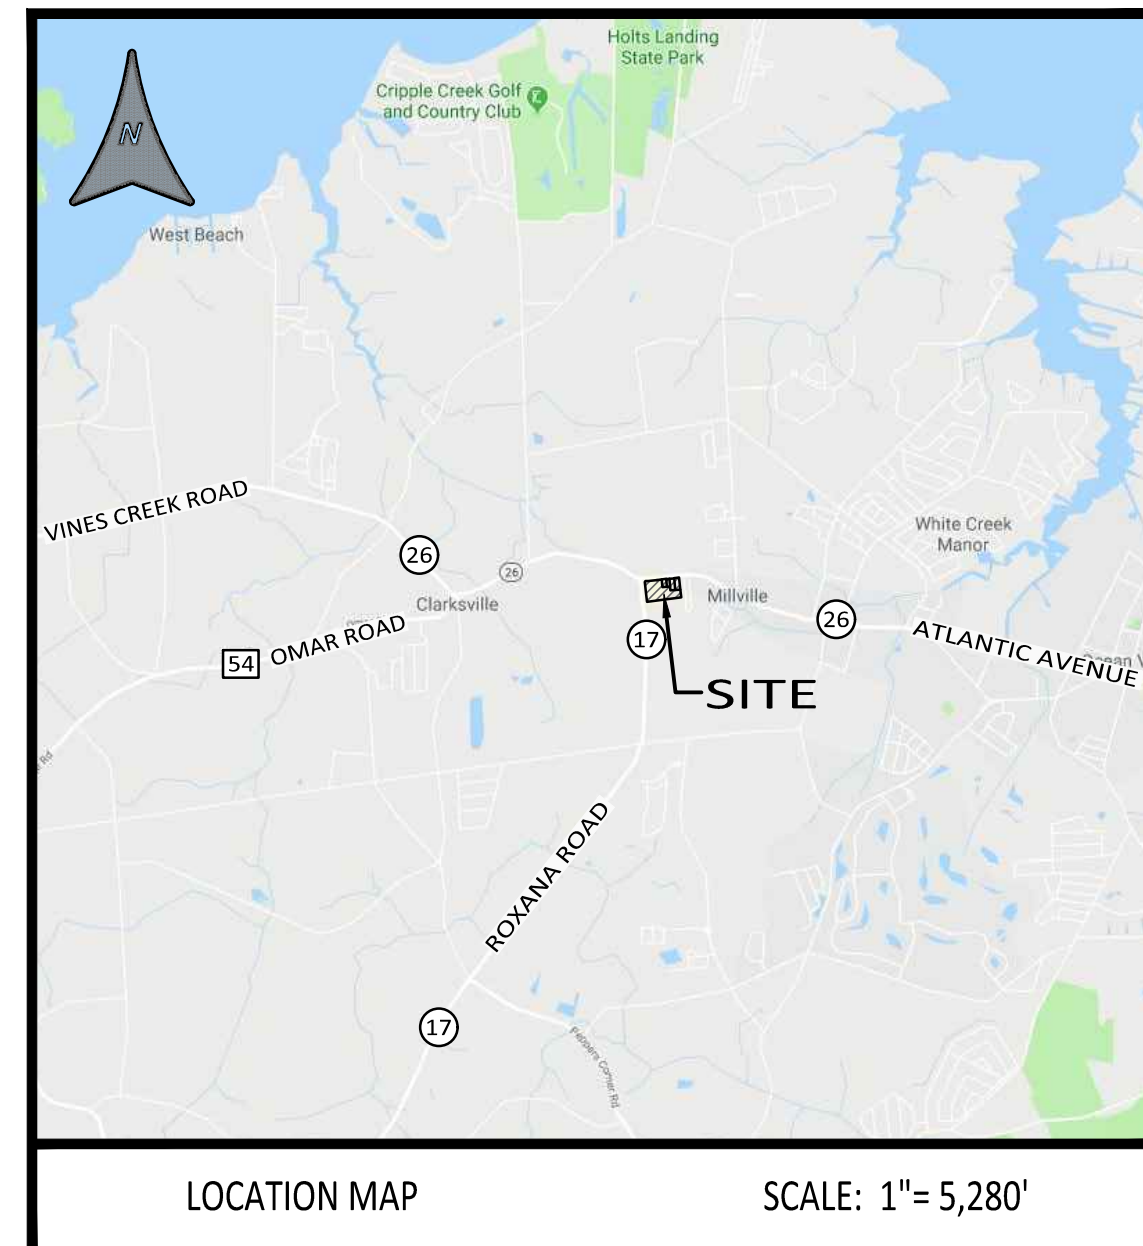 Holts Landing
State Park
Cripple Creek Golf
and Country Club
N
West Beach
VINES CREEK ROAD
White Creek
Manor
26
26
Clarksville
Millville
26
17
54
OMAR ROAD
ATLANTIC AVENUE
SITE
Rd
ROXANA ROAD
17
Peppers Corner Rd
LOCATION MAP
SCALE: 1"= 5,280'